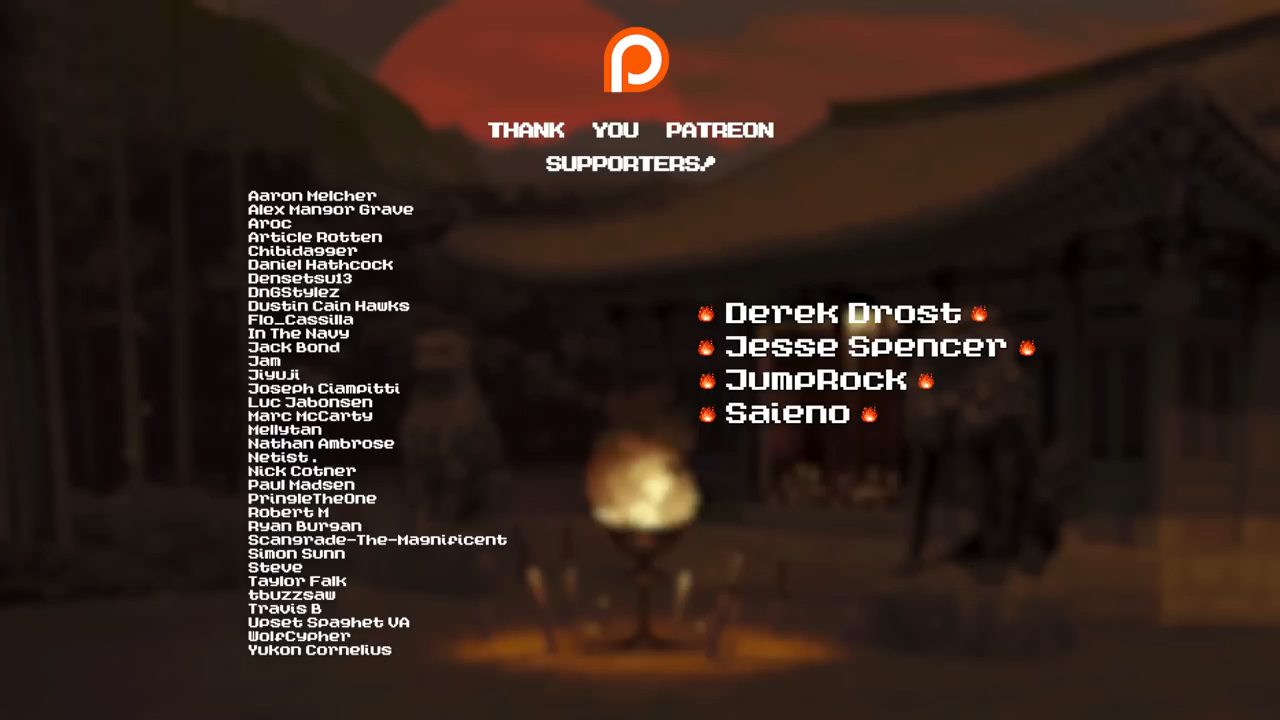 THANK YOU PATREON
SUPPORTERS!
Aaron Melcher
Alex Mangor Grave
Aroc
Article Rotten
Chibidagger
Daniel Hathcock
Densetsu13
DnGStylez
Dustin Cain Hawks
Flo_Cassilla
In The Navy
Jack Bond
Jam
Jiyuji
Joseph Ciampitti
Luc Jabonsen
Marc McCarty
Mellytan
Nathan Ambrose
Netist.
Nick Cotner
Paul Madsen
PringleTheOne
Robert M
Ryan Burgan
Scangrade-The-Magnificent
Simon Sunn
Steve
Taylor Falk
tbuzzsaw
Travis B
Upset Spaghet VA
WolfCypher
Yukon Cornelius
🔥 Derek Drost 🔥
🔥 Jesse Spencer 🔥
🔥 JumpRock 🔥
🔥 Saieno 🔥